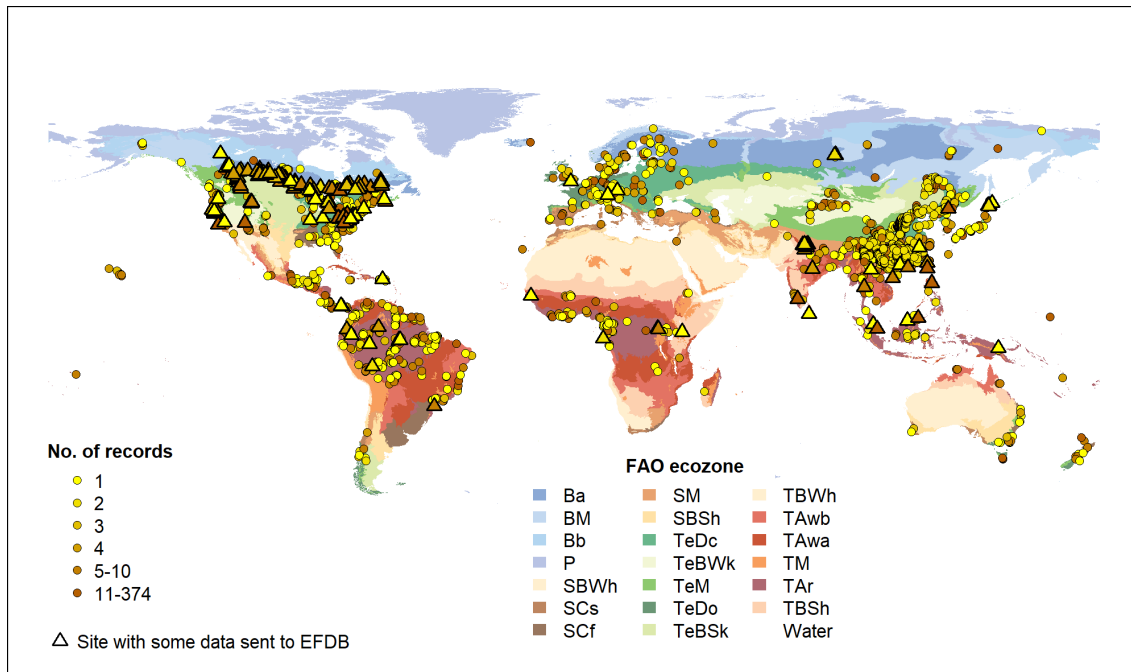 No. of records
1
2
3
4
5-10
11-374
Site with some data sent to EFDB
FAO ecozone
Ba
BM
Bb
P
SBWh
SCs
SCf
SM
SBSh
TeDc
TeBWk
TeM
TeDo
TeBSk
TBWh
TAwb
TAwa
TM
TAr
TBSh
Water